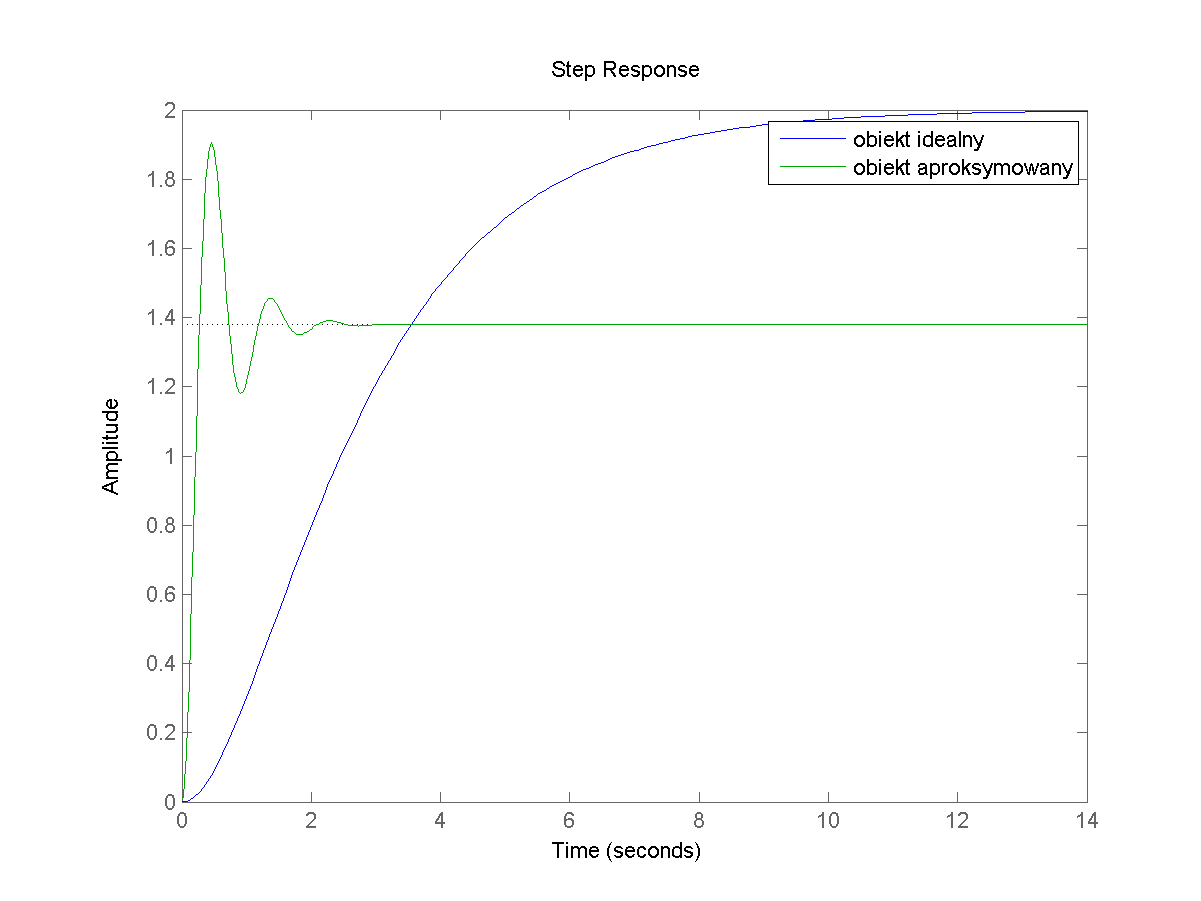 Step Response
obiekt idealny
obiekt aproksymowany
2
1.8
1.6
1.4
1.2
1
0.8
0.6
0.4
0.2
0
Amplitude
0 2 4 6 8 10 12 14
Time (seconds)